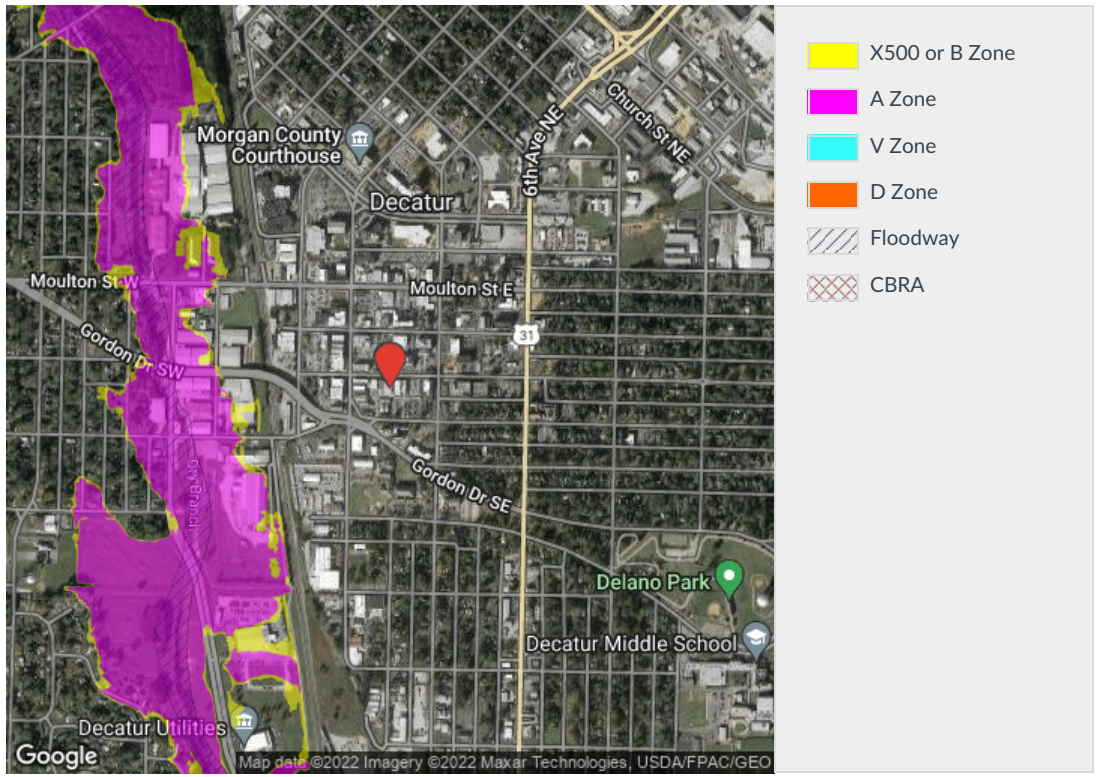 Morgan County
Courthouse
Decatur
6th Ave NE
Church St NE
Moulton St W
Moulton St E
31
Gordon Dr SW
Gordon Dr SE
Dry Branch
Delano Park
Decatur Middle School
Decatur Utilities
Google
Map data ©2022 Imagery ©2022 Maxar Technologies, USDA/FPAC/GEO
X500 or B Zone
A Zone
V Zone
D Zone
Floodway
CBRA